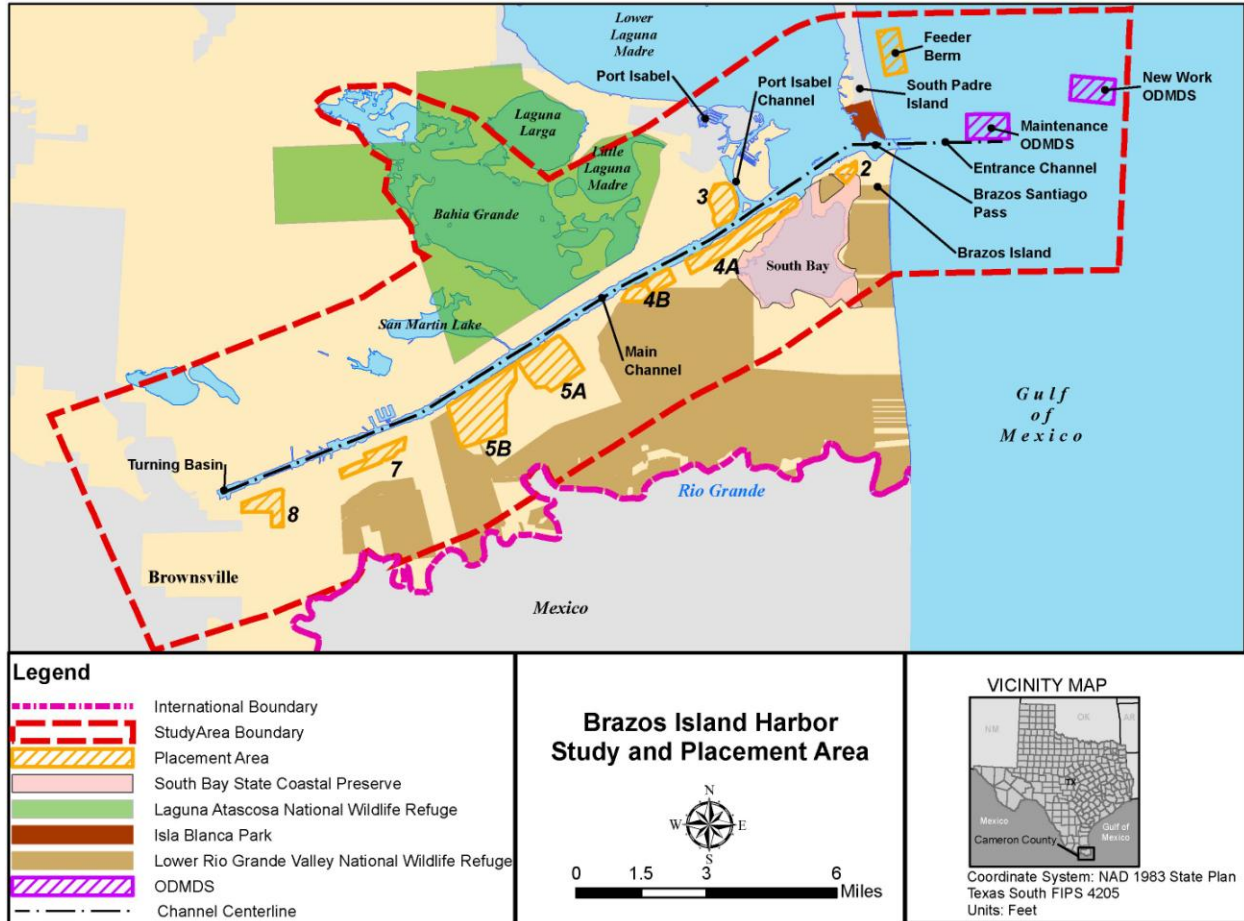 Lower
Laguna
Madre
Feeder
Berm
Port Isabel
Port Isabel
Channel
South Padre
Island
New Work
ODMDS
Laguna
Larga
Maintenance
ODMDS
Little
Laguna
Madre
Entrance Channel
2
3
Brazos Santiago
Pass
Bahia Grande
Brazos Island
4A
South Bay
4B
San Martin Lake
Main
Channel
5A
Gulf
of
Mexico
5B
Turning Basin
7
Rio Grande
8
Brownsville
Mexico
Legend
International Boundary
StudyArea Boundary
Placement Area
South Bay State Coastal Preserve
Laguna Atascosa National Wildlife Refuge
Isla Blanca Park
Lower Rio Grande Valley National Wildlife Refuge
ODMDS
Channel Centerline
Brazos Island Harbor
Study and Placement Area
N
W E
S
0 1.5 3 6
Miles
VICINITY MAP
NM
OK
AR
TX
Mexico
Gulf of
Mexico
Cameron County
Coordinate System: NAD 1983 State Plan
Texas South FIPS 4205
Units: Feet